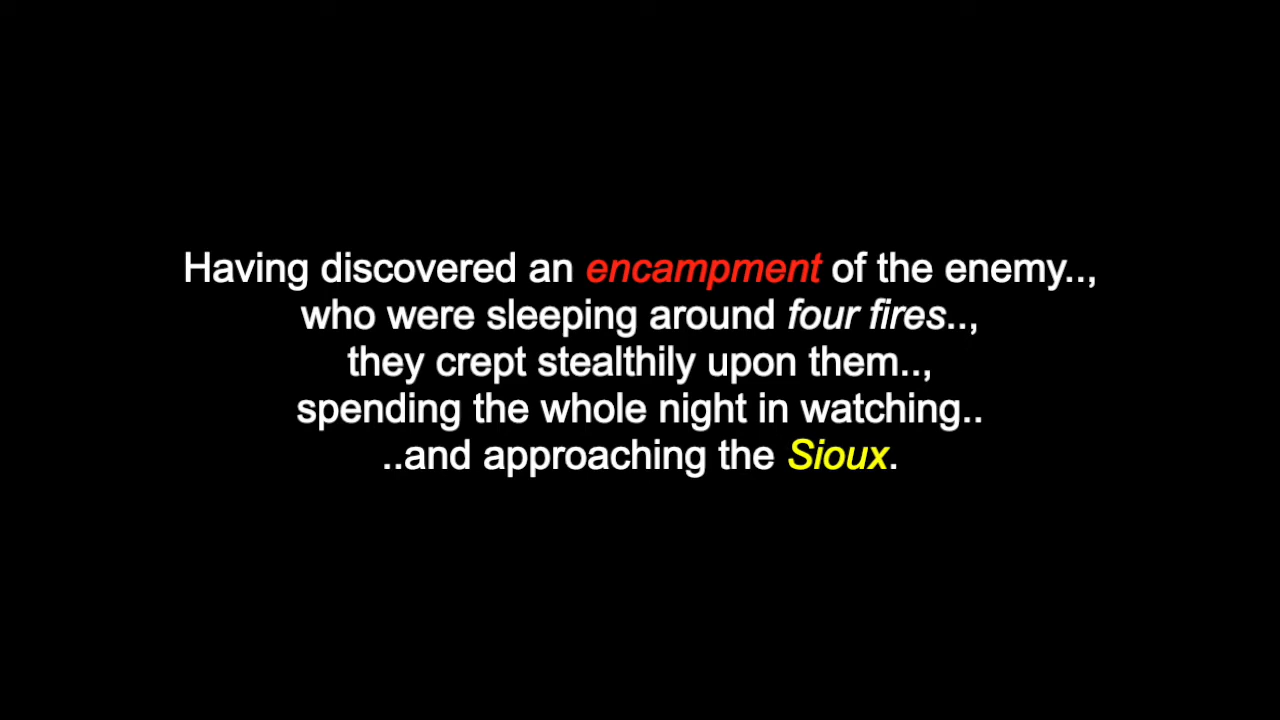 Having discovered an encampment of the enemy..,
who were sleeping around four fires..,
they crept stealthily upon them..,
spending the whole night in watching..
..and approaching the Sioux.